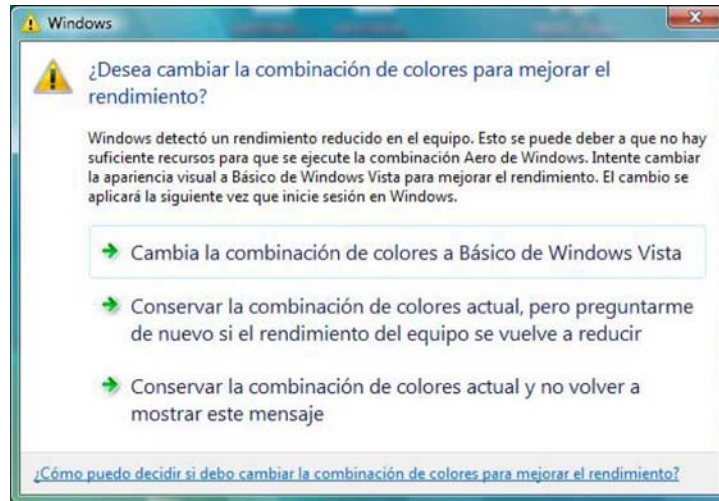 Windows
¿Desea cambiar la combinación de colores para mejorar el
rendimiento?
Windows detectó un rendimiento reducido en el equipo. Esto se puede deber a que no hay
suficiente recursos para que se ejecute la combinación Aero de Windows. Intente cambiar
la apariencia visual a Básico de Windows Vista para mejorar el rendimiento. El cambio se
aplicará la siguiente vez que inicie sesión en Windows.
Cambia la combinación de colores a Básico de Windows Vista
Conservar la combinación de colores actual, pero preguntarme
de nuevo si el rendimiento del equipo se vuelve a reducir
Conservar la combinación de colores actual y no volver a
mostrar este mensaje
¿Cómo puedo decidir si debo cambiar la combinación de colores para mejorar el rendimiento?